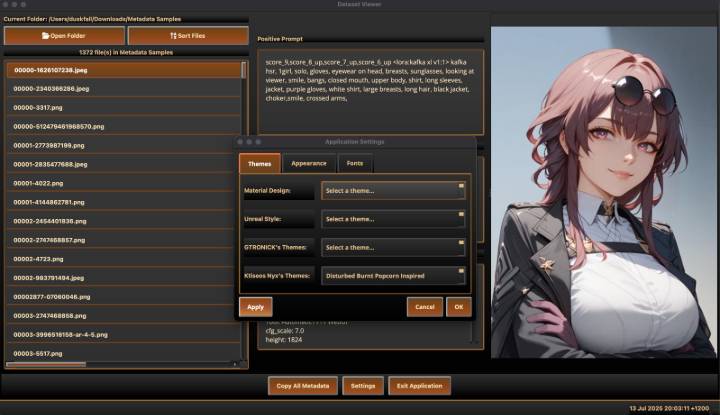 Dataset Viewer
Current Folder: /Users/duskfall/Downloads/Metadata Samples
Open Folder
Sort Files
1372 file(s) in Metadata Samples
00000-1626107238.jpeg
00000-2340366286.jpeg
00000-3317.png
00000-512479461968570.png
00001-2773987199.png
00001-2835477688.jpeg
00001-4022.png
00001-4144862781.png
00002-2454401836.png
00002-2747468857.png
00002-4723.png
00002-983791494.jpeg
00002877-07060046.png
00003-2747468858.png
00003-3996518158-ar-4-5.png
00003-5517.png
Positive Prompt
score_9,score_8_up,score_7_up,score_6_up <lora:kafka xl v1:1> kafka
hsr, 1girl, solo, gloves, eyewear on head, breasts, sunglasses, looking at
viewer, smile, bangs, closed mouth, upper body, shirt, long sleeves,
jacket, purple gloves, white shirt, large breasts, long hair, black jacket,
choker,smile, crossed arms,
Application Settings
Themes
Appearance
Fonts
Material Design:
Select a theme...
Unreal Style:
Select a theme...
GTRONICK's Themes:
Select a theme...
Ktiseos Nyx's Themes:
Disturbed Burnt Popcorn Inspired
Apply
Cancel
OK
cfg_scale: 7.0
height: 1824
Copy All Metadata
Settings
Exit Application
13 Jul 2025 20:03:11 +1200